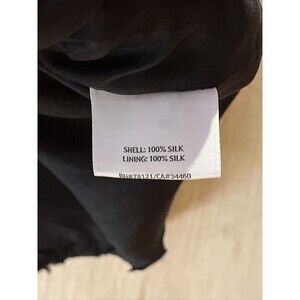 SHELL: 100% SILK
LINING: 100% SILK
RN#78121/CA#34460